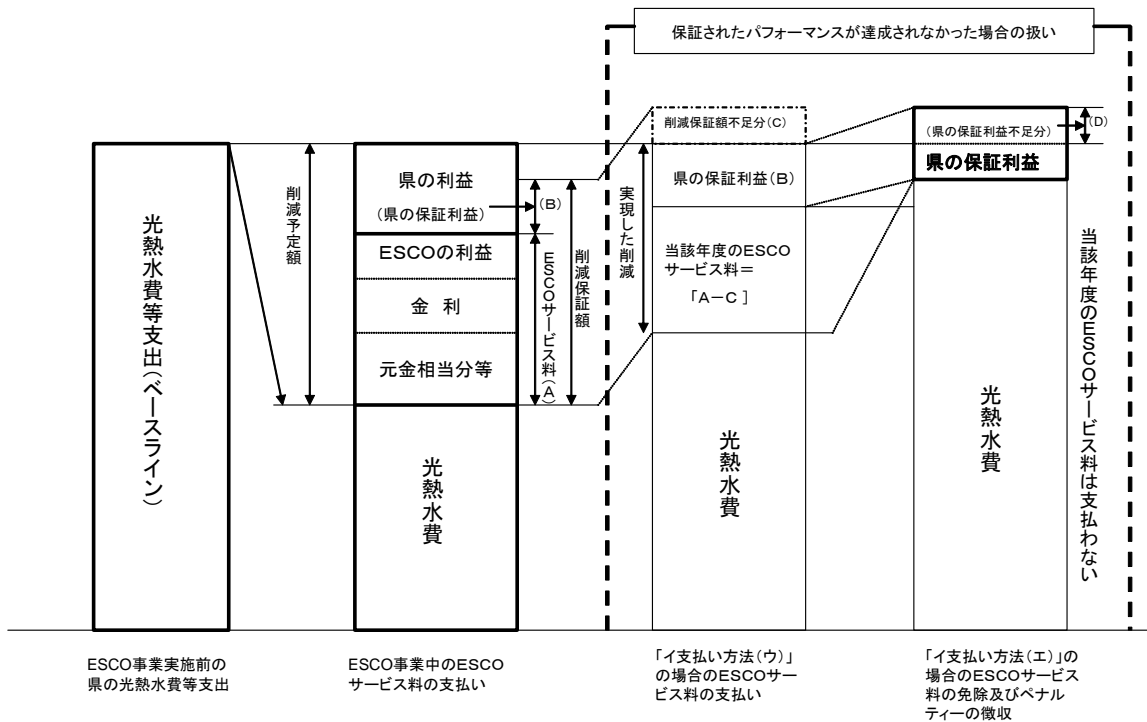 保証されたパフォーマンスが達成されなかった場合の扱い
光熱水費等支出(ベースライン)
削減予定額
県の利益
(県の保証利益)
(B)
ESCOの利益
金 利
元金相当分等
ESCOサービス料(A)
削減保証額
光熱水費
削減保証額不足分(C)
県の保証利益(B)
実現した削減
当該年度のESCO
サービス料=
「A-C ]
光熱水費
(県の保証利益不足分)
(D)
県の保証利益
光熱水費
当該年度のESCOサービス料は支払わない
ESCO事業実施前の
県の光熱水費等支出
ESCO事業中のESCO
サービス料の支払い
「イ支払い方法(ウ)」
の場合のESCOサー
ビス料の支払い
「イ支払い方法(エ)」の
場合のESCOサービス
料の免除及びペナル
ティーの徴収